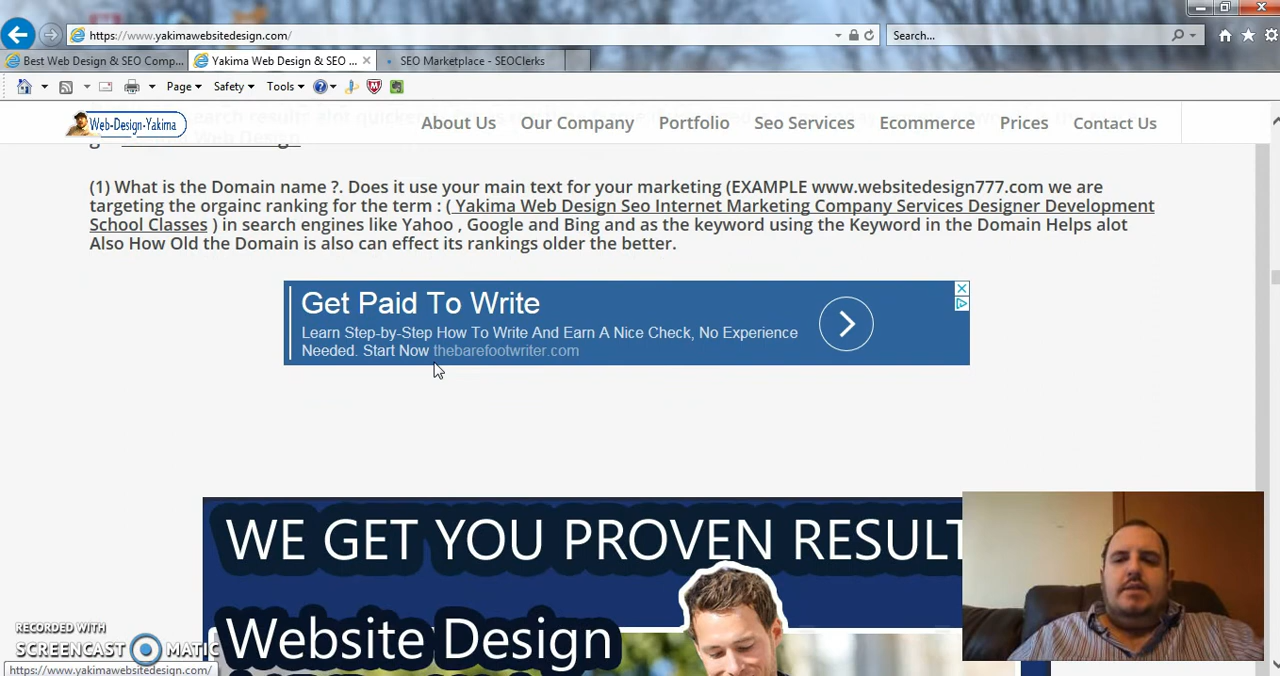 https://www.yakimawebsitedesign.com/
Search...
Best Web Design & SEO Comp...
Yakima Web Design & SEO ...
SEO Marketplace - SEOClerks
Page
Safety
Tools
Web-Design-Yakima
About Us
Our Company
Portfolio
Seo Services
Ecommerce
Prices
Contact Us
(1) What is the Domain name ?. Does it use your main text for your marketing (EXAMPLE www.websitedesign777.com we are
targeting the orgainc ranking for the term : ( Yakima Web Design Seo Internet Marketing Company Services Designer Development
School Classes ) in search engines like Yahoo , Google and Bing and as the keyword using the Keyword in the Domain Helps alot
Also How Old the Domain is also can effect its rankings older the better.
Get Paid To Write
Learn Step-by-Step How To Write And Earn A Nice Check, No Experience
Needed. Start Now thebarefootwriter.com
WE GET YOU PROVEN RESULT
Website Design
RECORDED WITH
SCREENCAST MATIC
https://www.yakimawebsitedesign.com/